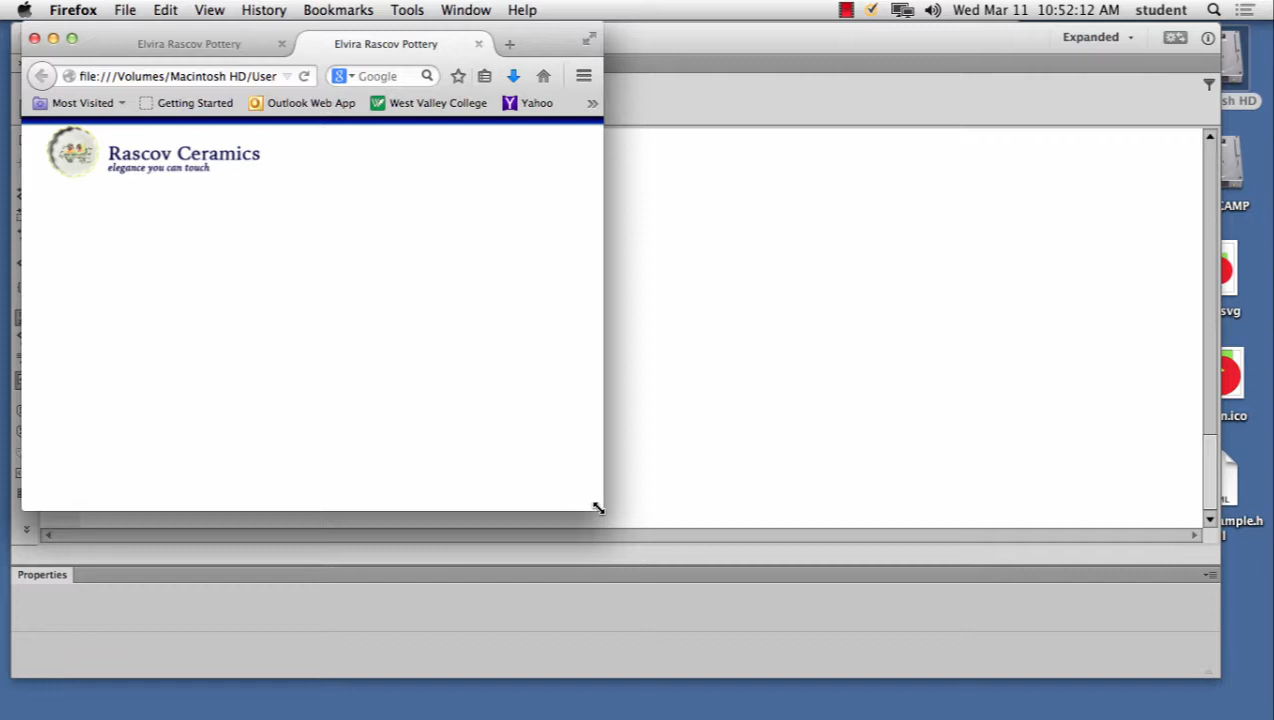 Firefox File Edit View History Bookmarks Tools Window Help Wed Mar 11 10:52:12 AM student
Expanded
Elvira Rascov Pottery Elvira Rascov Pottery
file:///Volumes/Macintosh HD/User Google
Most Visited Getting Started Outlook Web App West Valley College Yahoo
sh HD
Rascov Ceramics
elegance you can touch
CAMP
svg
n.ico
ample.h
l
Properties